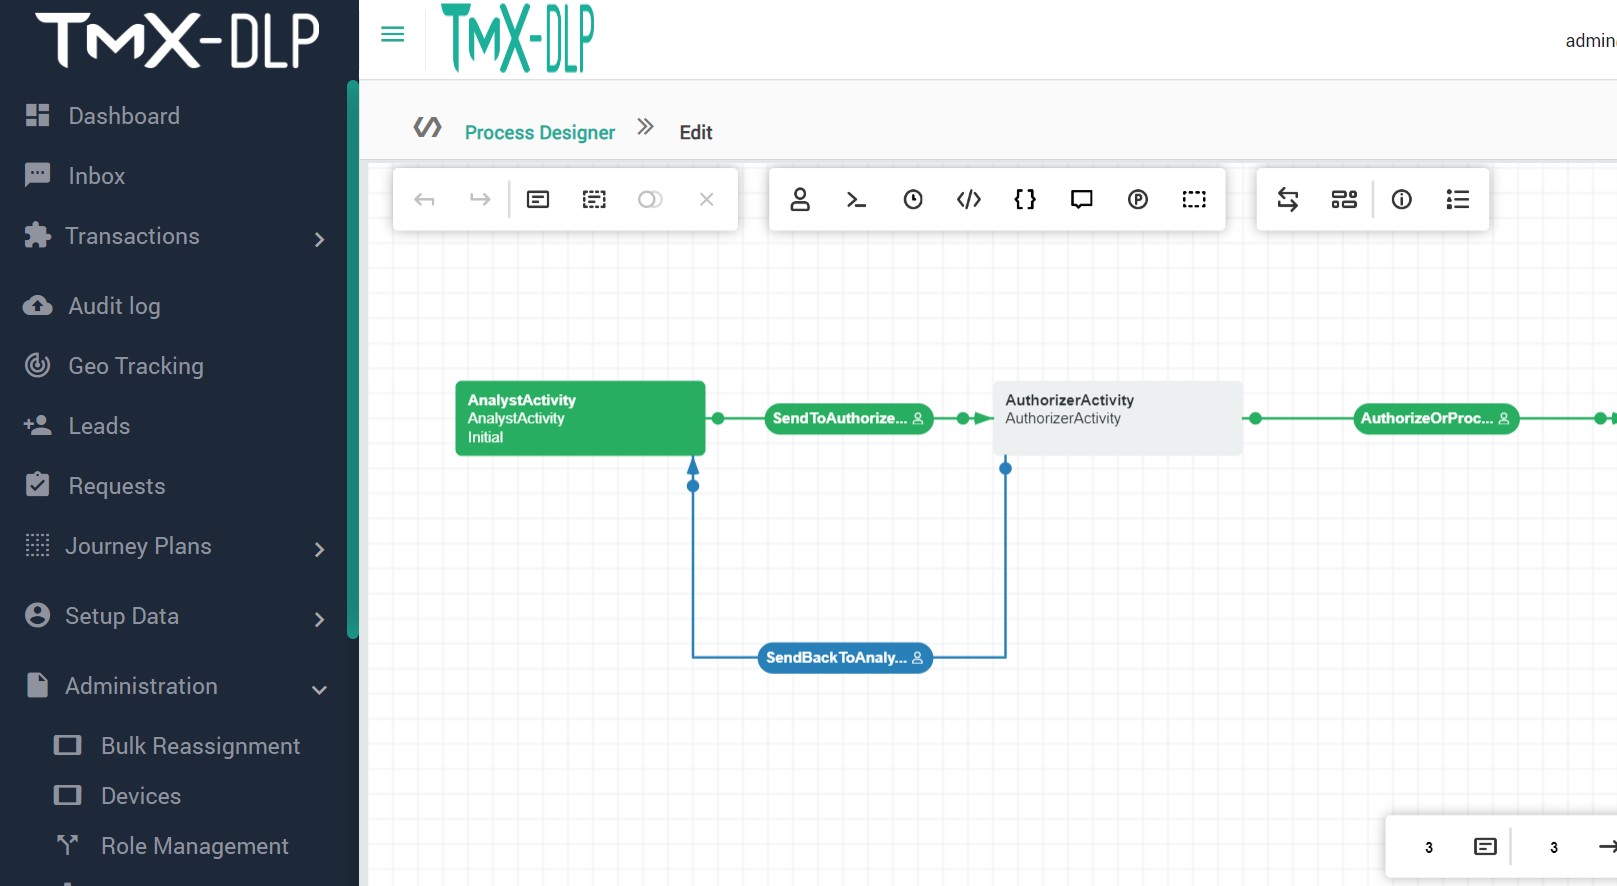 TMX-DLP
Dashboard
Inbox
Transactions
Audit log
Geo Tracking
Leads
Requests
Journey Plans
Setup Data
Administration
Bulk Reassignment
Devices
Role Management
TMX-DLP
admin
Process Designer
Edit
AnalystActivity
AnalystActivity
Initial
SendToAuthorize...
AuthorizerActivity
AuthorizerActivity
AuthorizeOrProc...
SendBackToAnaly...
3
3